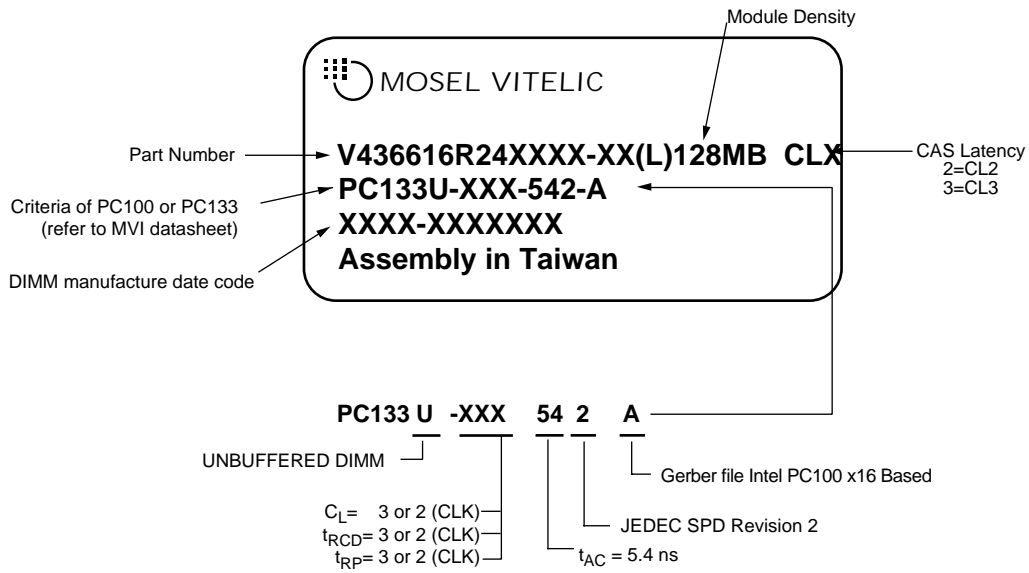 Module Density
MOSEL VITELIC
Part Number
V436616R24XXXX-XX(L)128MB CLX
CAS Latency
2=CL2
3=CL3
Criteria of PC100 or PC133
(refer to MVI datasheet)
PC133U-XXX-542-A
XXXX-XXXXXXX
DIMM manufacture date code
Assembly in Taiwan
PC133 U -XXX 54 2 A
UNBUFFERED DIMM
Gerber file Intel PC100 x16 Based
CL= 3 or 2 (CLK)
tRCD= 3 or 2 (CLK)
tRP= 3 or 2 (CLK)
JEDEC SPD Revision 2
tAC = 5.4 ns